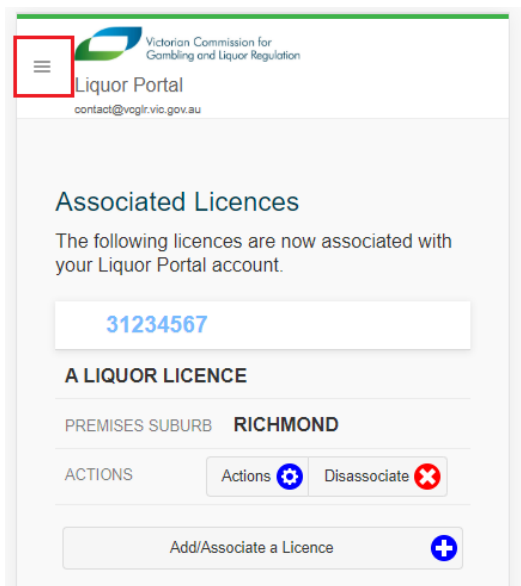 Victorian Commission for
Gambling and Liquor Regulation
Liquor Portal
contact@vcglr.vic.gov.au
Associated Licences
The following licences are now associated with
your Liquor Portal account.
31234567
A LIQUOR LICENCE
PREMISES SUBURB RICHMOND
ACTIONS Actions Disassociate
Add/Associate a Licence